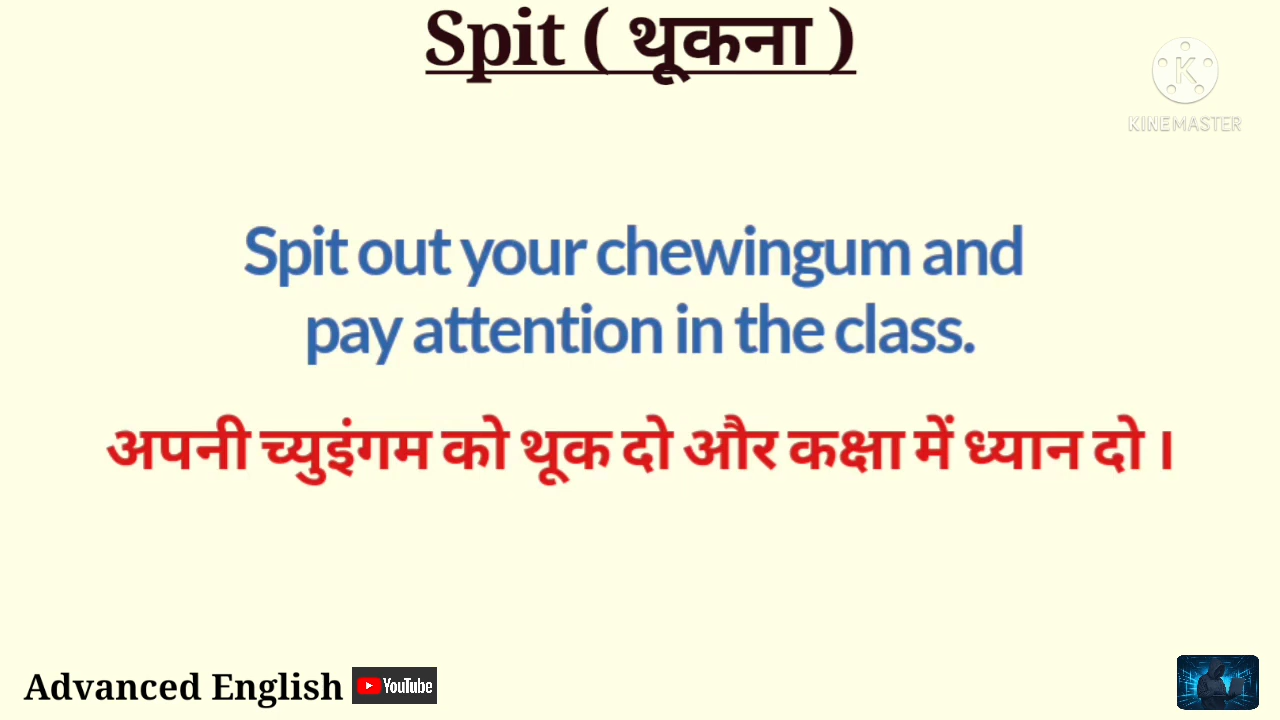 Spit ( थूकना )
KINEMASTER
Spit out your chewingum and
pay attention in the class.
अपनी च्युइंगम को थूक दो और कक्षा में ध्यान दो ।
Advanced English YouTube